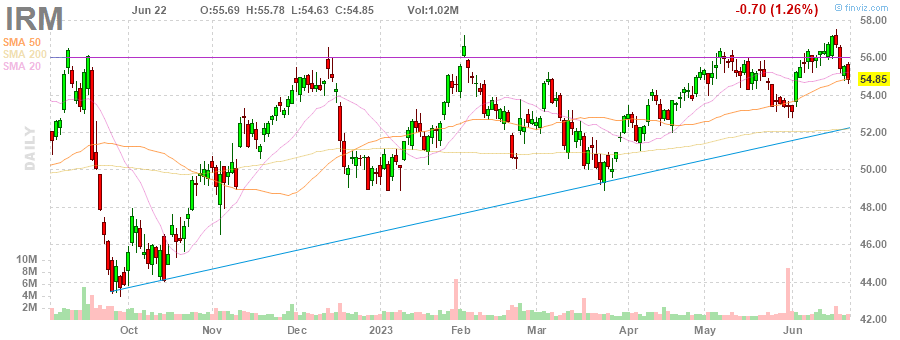 © finviz.com
IRM Jun 22 O:55.69 H:55.78 L:54.63 C:54.85 Vol:1.02M -0.70 (1.26%)
SMA 50
SMA 200
SMA 20
58.00
56.00
54.85
54.00
52.00
50.00
48.00
46.00
44.00
42.00
DAILY
10M
8M
6M
4M
2M
Oct Nov Dec 2023 Feb Mar Apr May Jun